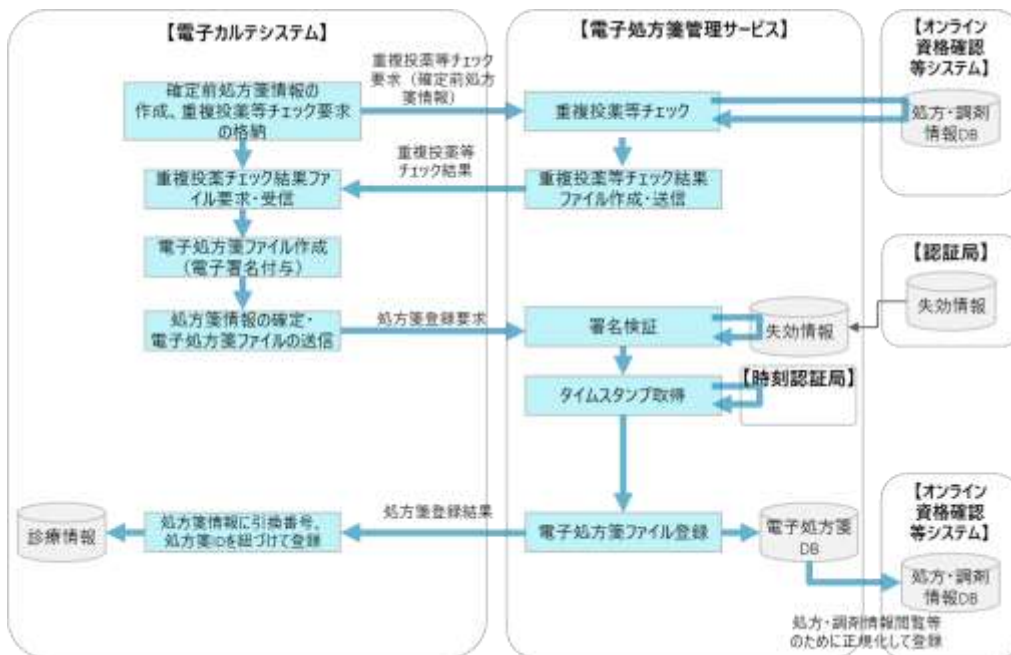 【電子カルテシステム】
【電子処方箋管理サービス】
【オンライン
資格確認
等システム】
確定前処方箋情報の
作成、重複投薬等チェック要求
の格納
重複投薬等チェック
要求（確定前処方
箋情報）
重複投薬等チェック
処方・調剤
情報DB
重複投薬チェック結果ファ
イル要求・受信
重複投薬等
チェック結果
重複投薬等チェック結果
ファイル作成・送信
電子処方箋ファイル作成
（電子署名付与）
【認証局】
失効情報
処方箋情報の確定・
電子処方箋ファイルの送信
処方箋登録要求
署名検証
失効情報
タイムスタンプ取得
【時刻認証局】
診療情報
処方箋情報に引換番号、
処方箋IDを紐づけて登録
処方箋登録結果
電子処方箋ファイル登録
電子処方箋
DB
【オンライン
資格確認
等システム】
処方・調剤
情報DB
処方・調剤情報閲覧等
のために正規化して登録